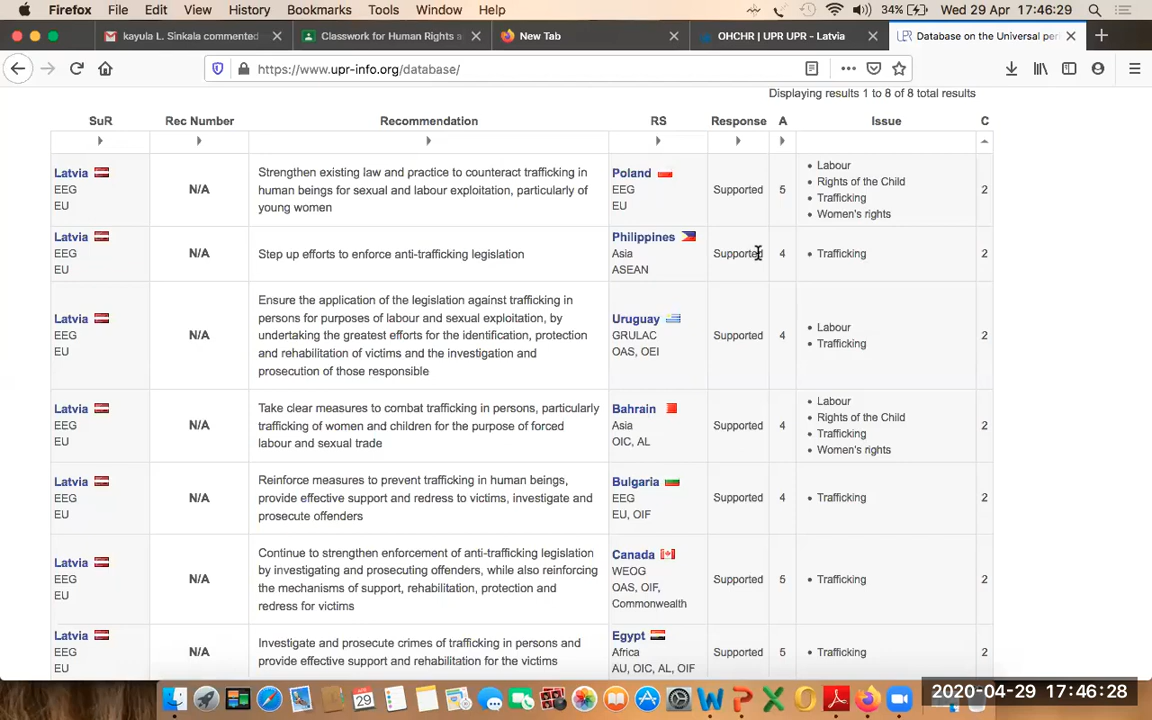 Firefox File Edit View History Bookmarks Tools Window Help 34% Wed 29 Apr 17:46:29
kayula L. Sinkala commented Classwork for Human Rights a New Tab OHCHR | UPR UPR - Latvia Database on the Universal peri
https://www.upr-info.org/database/
Displaying results 1 to 8 of 8 total results
SuR Rec Number Recommendation RS Response A Issue C
Latvia
EEG
EU
N/A
Strengthen existing law and practice to counteract trafficking in
human beings for sexual and labour exploitation, particularly of
young women
Poland
EEG
EU
Supported
5
• Labour
• Rights of the Child
• Trafficking
• Women's rights
2
Latvia
EEG
EU
N/A
Step up efforts to enforce anti-trafficking legislation
Philippines
Asia
ASEAN
Supported
4
• Trafficking
2
Latvia
EEG
EU
N/A
Ensure the application of the legislation against trafficking in
persons for purposes of labour and sexual exploitation, by
undertaking the greatest efforts for the identification, protection
and rehabilitation of victims and the investigation and
prosecution of those responsible
Uruguay
GRULAC
OAS, OEI
Supported
4
• Labour
• Trafficking
2
Latvia
EEG
EU
N/A
Take clear measures to combat trafficking in persons, particularly
trafficking of women and children for the purpose of forced
labour and sexual trade
Bahrain
Asia
OIC, AL
Supported
4
• Labour
• Rights of the Child
• Trafficking
• Women's rights
2
Latvia
EEG
EU
N/A
Reinforce measures to prevent trafficking in human beings,
provide effective support and redress to victims, investigate and
prosecute offenders
Bulgaria
EEG
EU, OIF
Supported
4
• Trafficking
2
Latvia
EEG
EU
N/A
Continue to strengthen enforcement of anti-trafficking legislation
by investigating and prosecuting offenders, while also reinforcing
the mechanisms of support, rehabilitation, protection and
redress for victims
Canada
WEOG
OAS, OIF,
Commonwealth
Supported
5
• Trafficking
2
Latvia
EEG
EU
N/A
Investigate and prosecute crimes of trafficking in persons and
provide effective support and rehabilitation for the victims
Egypt
Africa
AU, OIC, AL, OIF
Supported
5
• Trafficking
2
29
2020-04-29 17:46:28